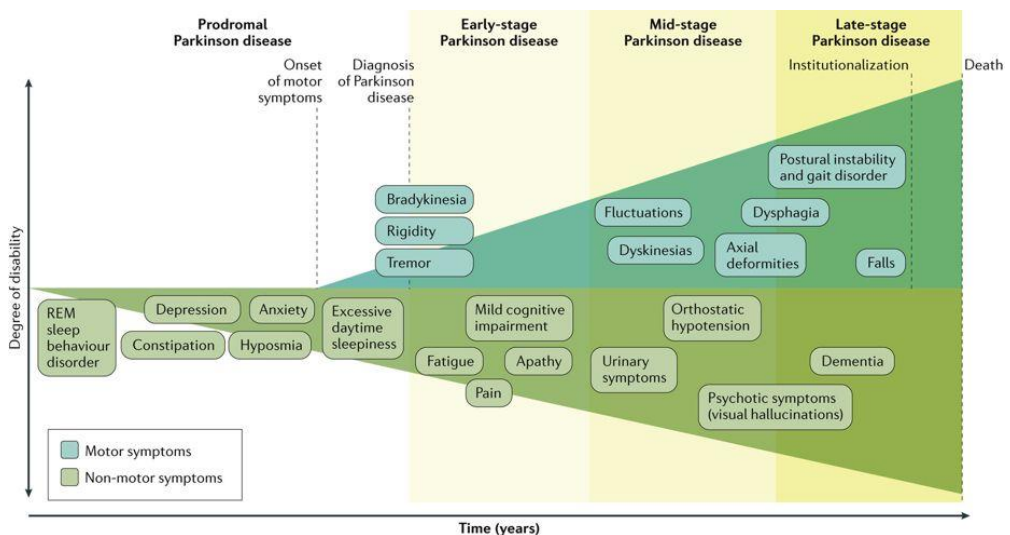 Prodromal
Parkinson disease
Early-stage
Parkinson disease
Mid-stage
Parkinson disease
Late-stage
Parkinson disease
Onset
of motor
symptoms
Diagnosis
of Parkinson
disease
Institutionalization
Death
Degree of disability
Postural instability
and gait disorder
Bradykinesia
Rigidity
Tremor
Fluctuations
Dysphagia
Dyskinesias
Axial
deformities
Falls
REM
sleep
behaviour
disorder
Depression
Anxiety
Constipation
Hyposmia
Excessive
daytime
sleepiness
Mild cognitive
impairment
Orthostatic
hypotension
Fatigue
Apathy
Pain
Urinary
symptoms
Dementia
Psychotic symptoms
(visual hallucinations)
Motor symptoms
Non-motor symptoms
Time (years)